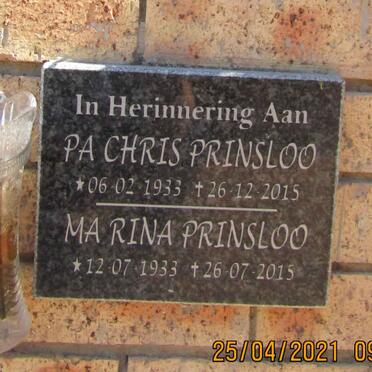 In Herinnering Aan
PA CHRIS PRINSLOO
★06·02·1933 ✝26·12·2015
MA RINA PRINSLOO
★12·07·1933 ✝26·07·2015
25/04/2021